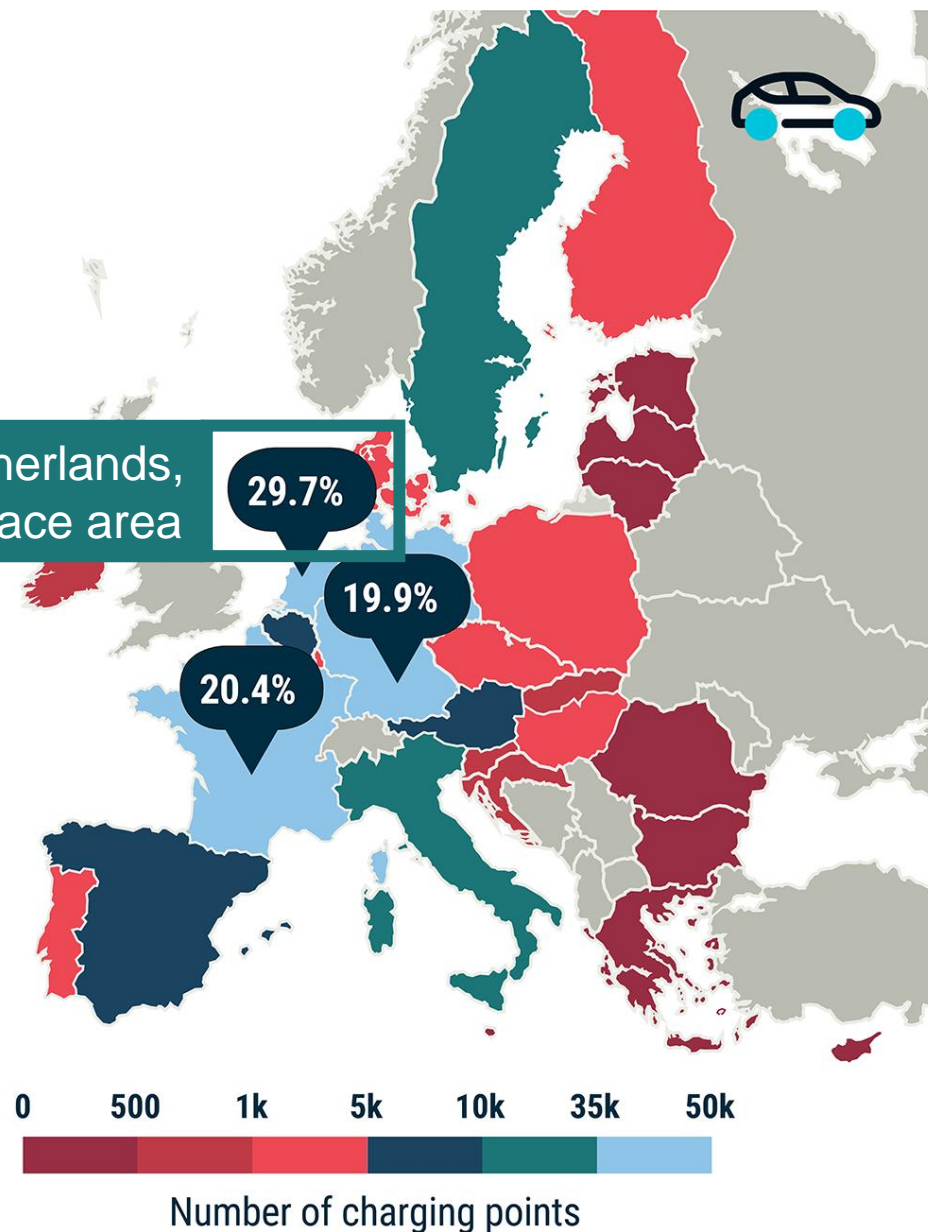 herlands,
ace area
29.7%
19.9%
20.4%
0 500 1k 5k 10k 35k 50k
Number of charging points